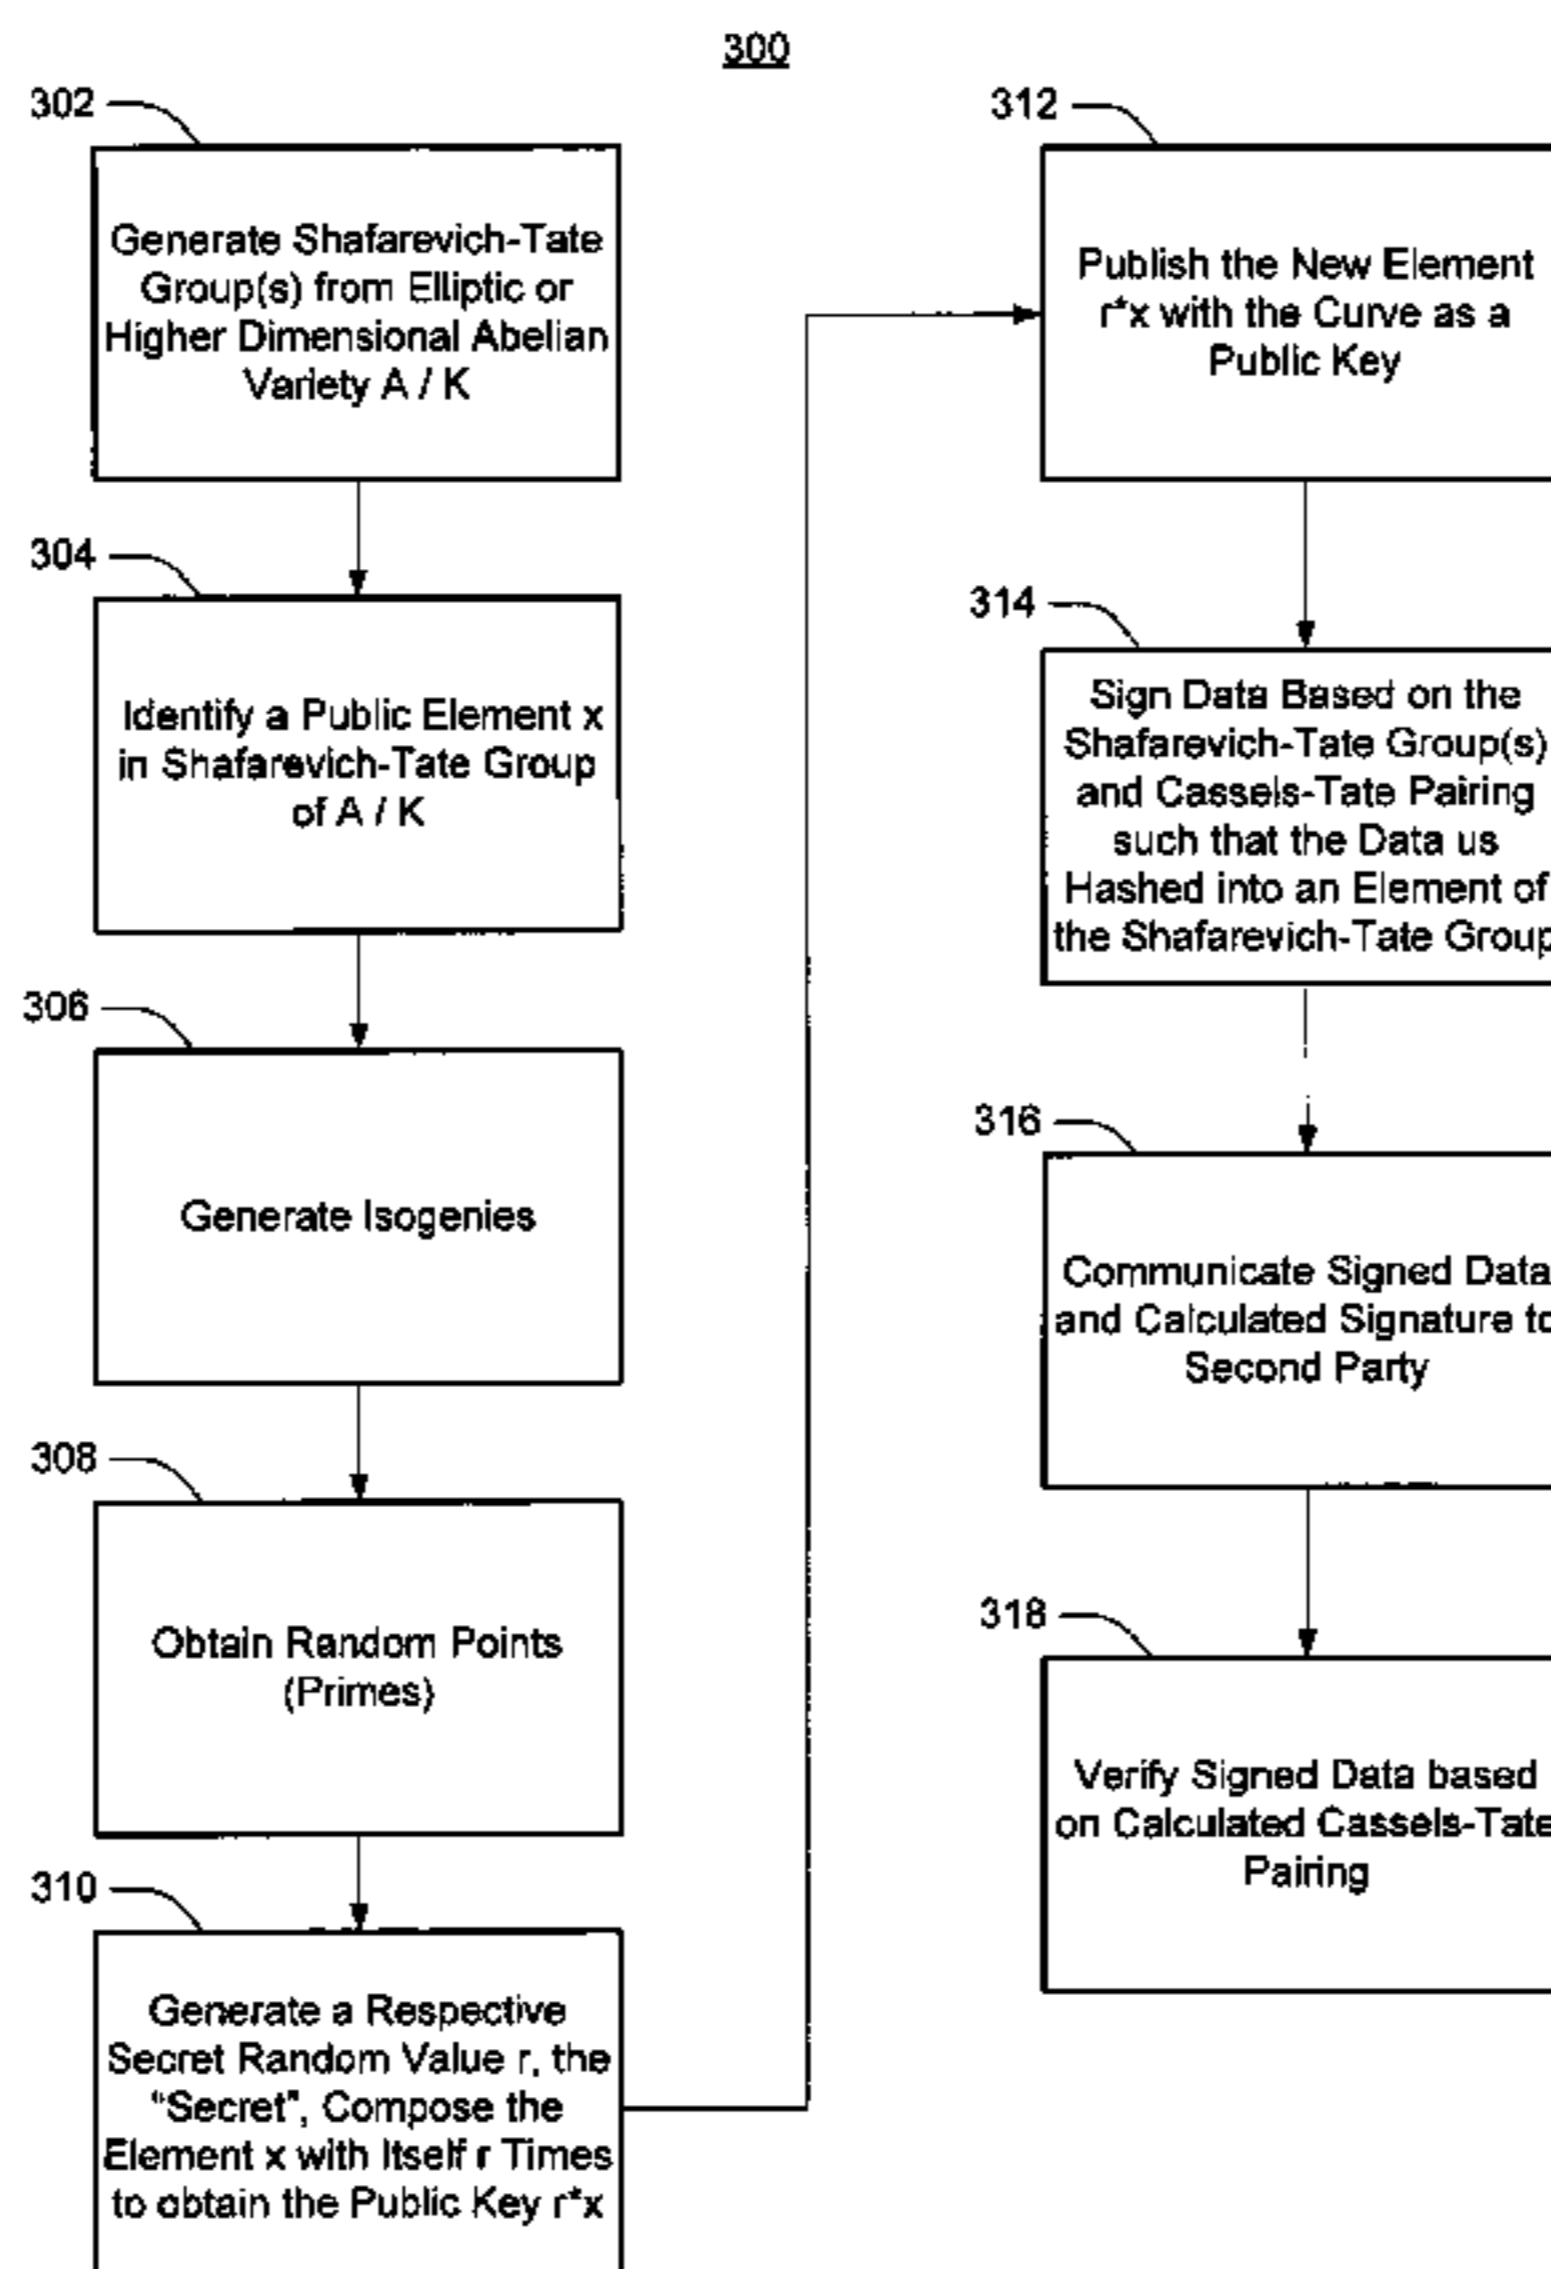 300
302
Generate Shafarevich-Tate
Group(s) from Elliptic or
Higher Dimensional Abelian
Variety A / K
304
Identify a Public Element x
in Shafarevich-Tate Group
of A / K
306
Generate Isogenies
308
Obtain Random Points
(Primes)
310
Generate a Respective
Secret Random Value r, the
"Secret", Compose the
Element x with Itself r Times
to obtain the Public Key r*x
312
Publish the New Element
r*x with the Curve as a
Public Key
314
Sign Data Based on the
Shafarevich-Tate Group(s)
and Cassels-Tate Pairing
such that the Data us
Hashed into an Element of
the Shafarevich-Tate Group
316
Communicate Signed Data
and Calculated Signature to
Second Party
318
Verify Signed Data based
on Calculated Cassels-Tate
Pairing